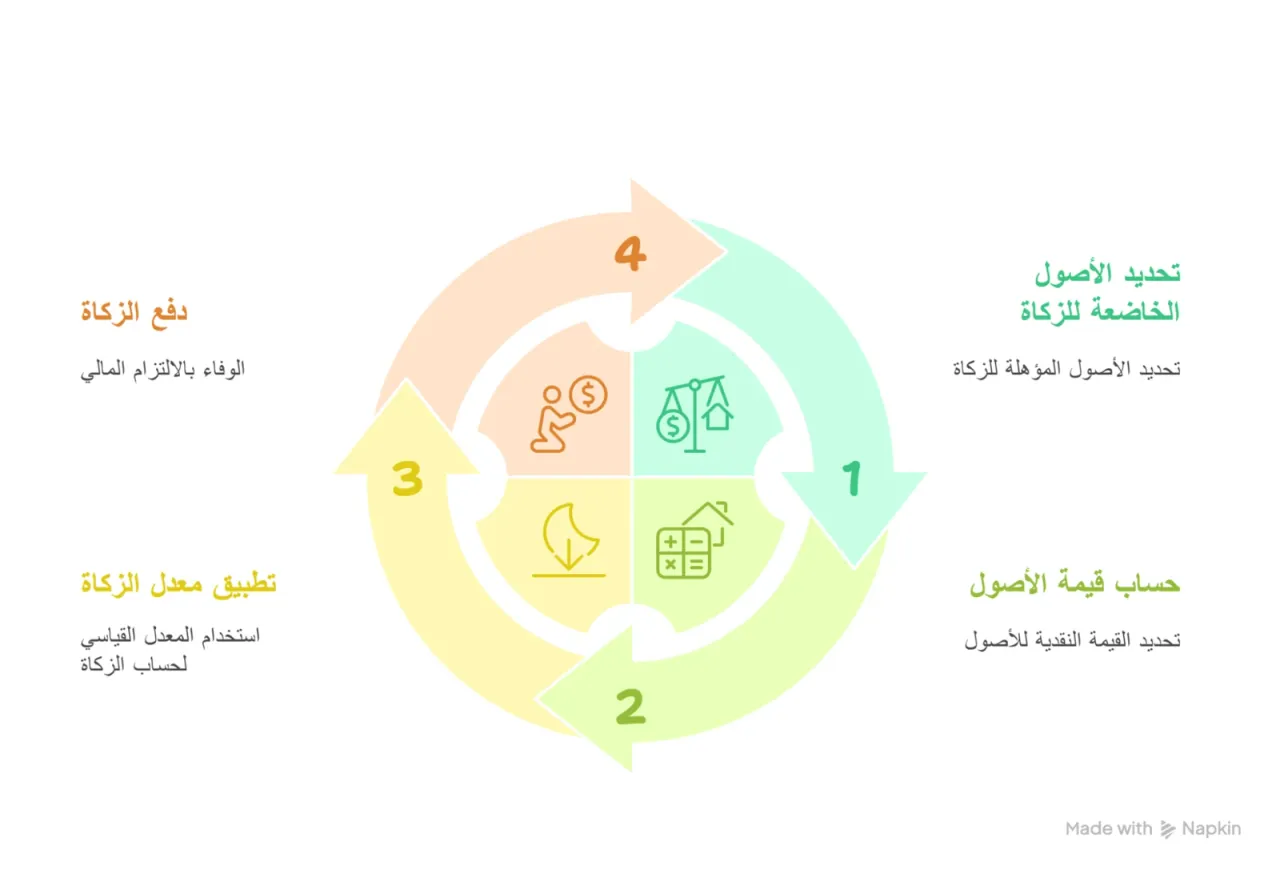 1
تحديد الأصول
الخاضعة للزكاة
تحديد الأصول المؤهلة للزكاة
2
حساب قيمة الأصول
تحديد القيمة النقدية للأصول
3
تطبيق معدل الزكاة
استخدام المعدل القياسي
لحساب الزكاة
4
دفع الزكاة
الوفاء بالالتزام المالي
$
$
Made with Napkin